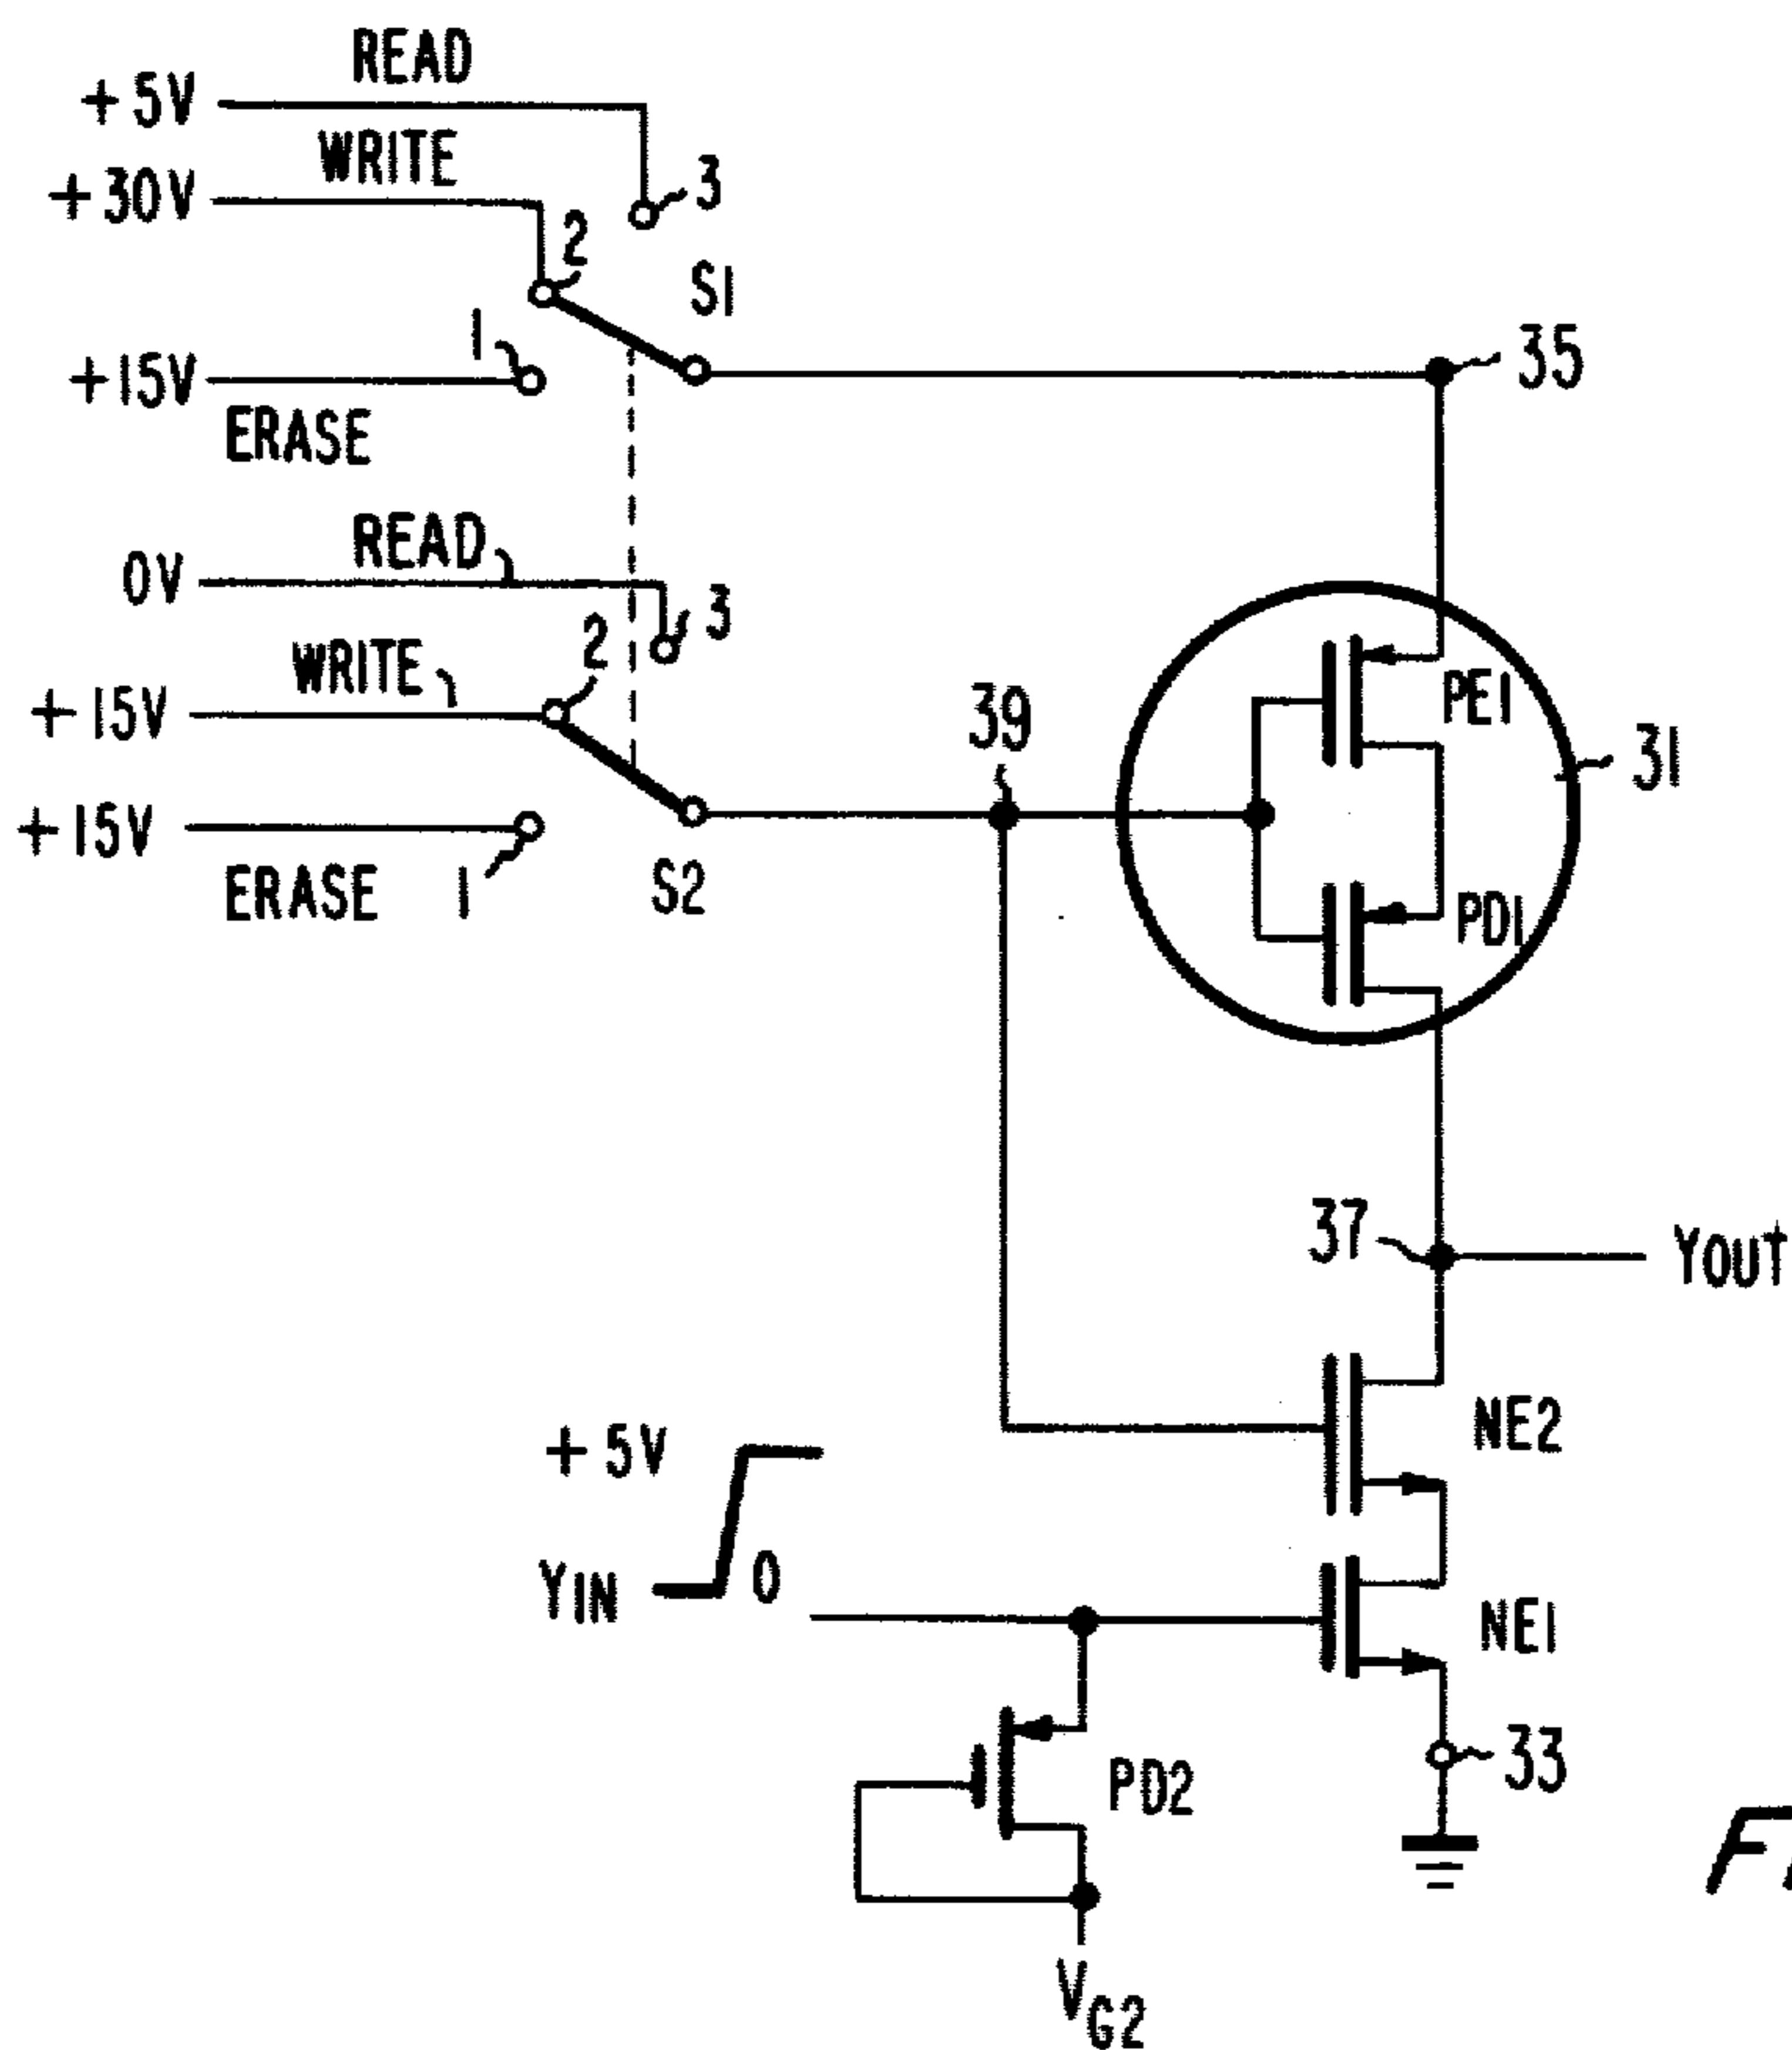 READ
+5V
WRITE
+30V
3
2
S1
1
+15V
ERASE
35
READ
0V
3
2
WRITE
+15V
39
PE1
31
+15V
ERASE
1
S2
PD1
37
YOUT
+5V
NE2
YIN
0
NE1
PD2
33
VG2